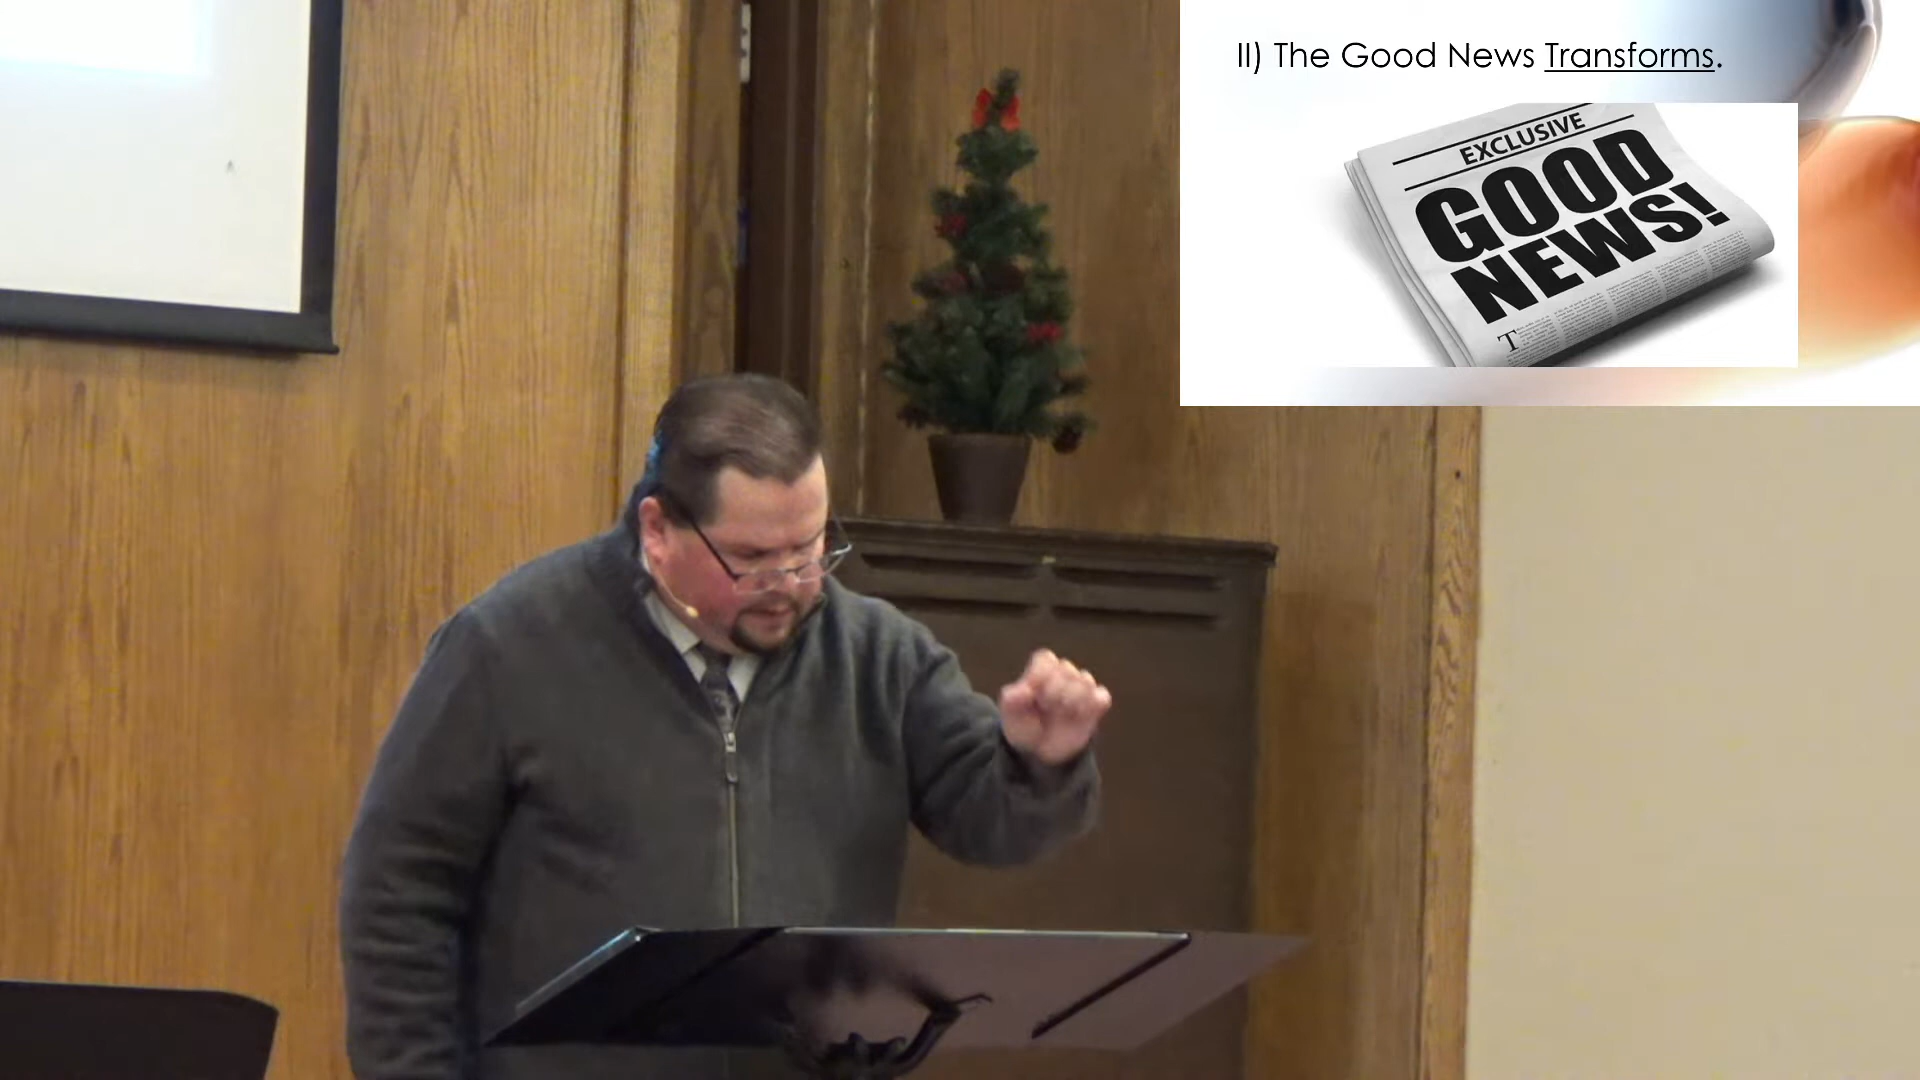 II) The Good News Transforms.
EXCLUSIVE
GOOD
NEWS!
T